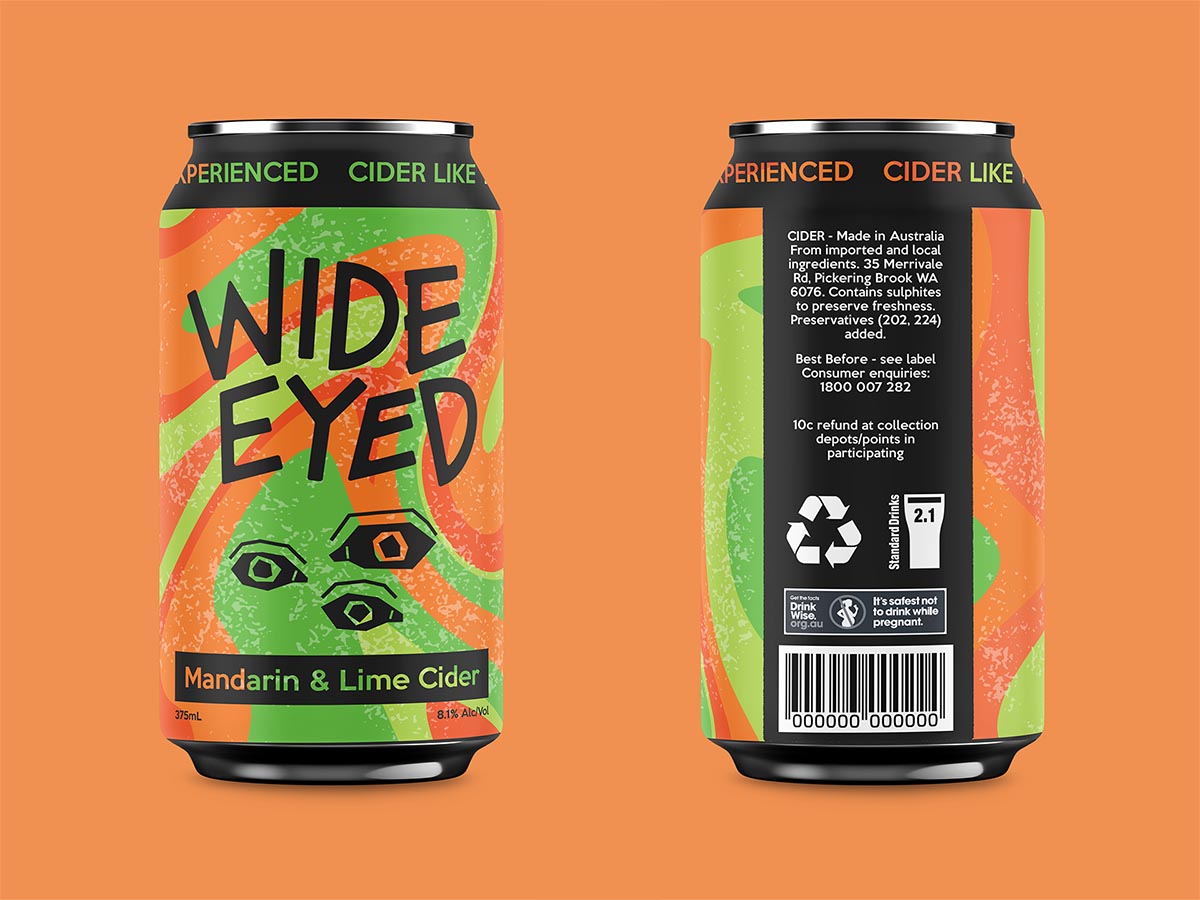 XPERIENCED CIDER LIKE
WIDE
EYED
Mandarin & Lime Cider
375mL
8.1% Alc/Vol
XPERIENCED CIDER LIKE
CIDER - Made in Australia
From imported and local
ingredients. 35 Merrivale
Rd, Pickering Brook WA
6076. Contains sulphites
to preserve freshness.
Preservatives (202, 224)
added.
Best Before - see label
Consumer enquiries:
1800 007 282
10c refund at collection
depots/points in
participating
Standard Drinks
2.1
Get the facts
Drink
Wise.
org.au
It's safest not
to drink while
pregnant.
000000 000000